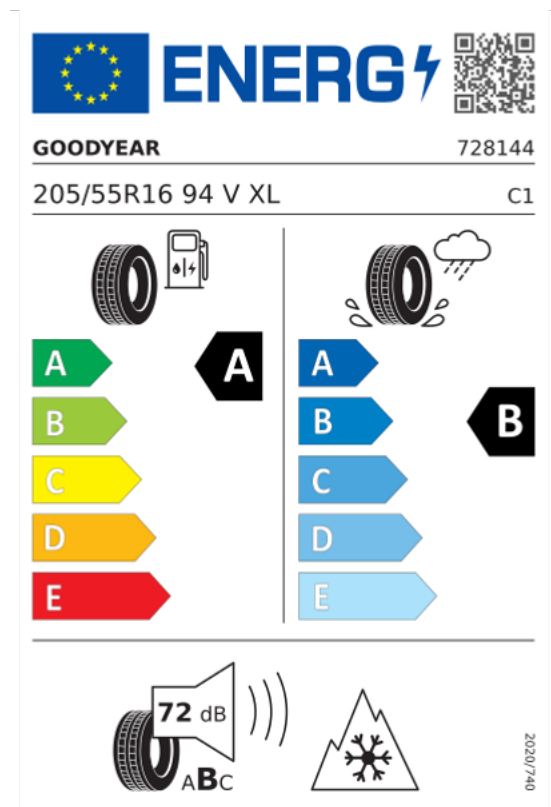 ENERG
GOODYEAR 728144
205/55R16 94 V XL C1
A A A
B B B
C C
D D
E E
72 dB
ABC
2020/740